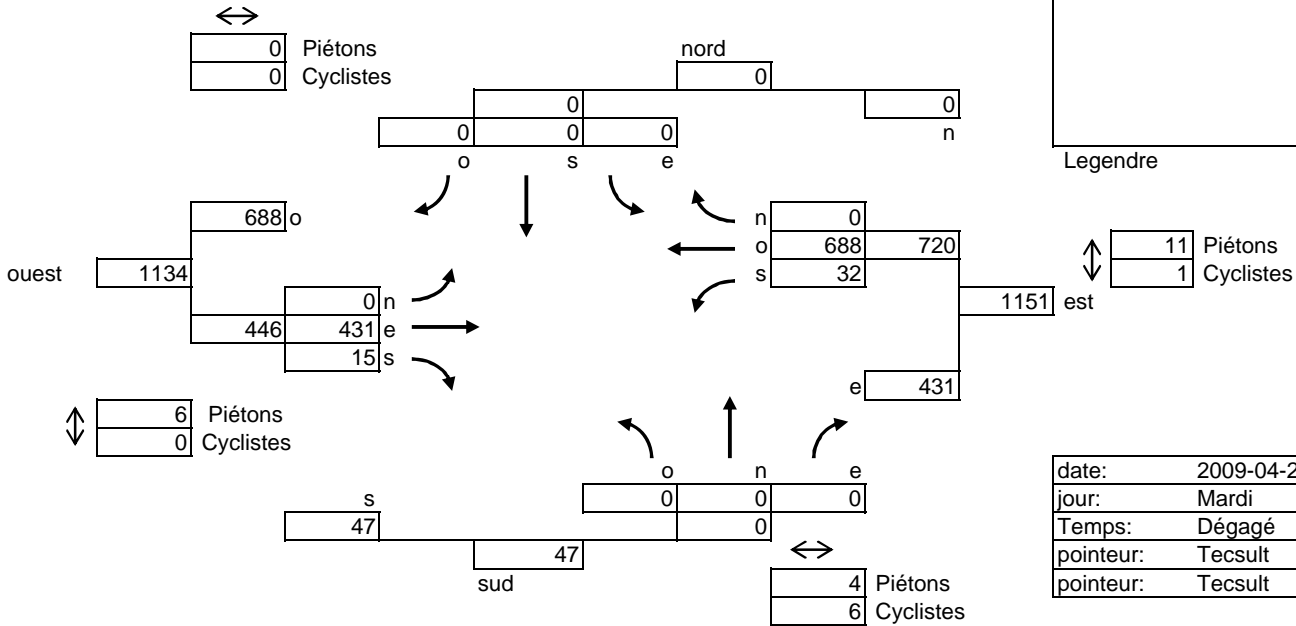 0 Piétons
nord
0 Cyclistes
0
0
0
0 0 0
n
o s e
Legendre
688 o
n 0
o 688 720
11 Piétons
ouest 1134
s 32
1 Cyclistes
0 n
1151 est
446 431 e
15 s
e 431
6 Piétons
0 Cyclistes
o n e
date:
s
0 0 0
jour: Mardi
47
0
Temps: Dégagé
47
pointeur: Tecsult
sud
4 Piétons
pointeur: Tecsult
6 Cyclistes